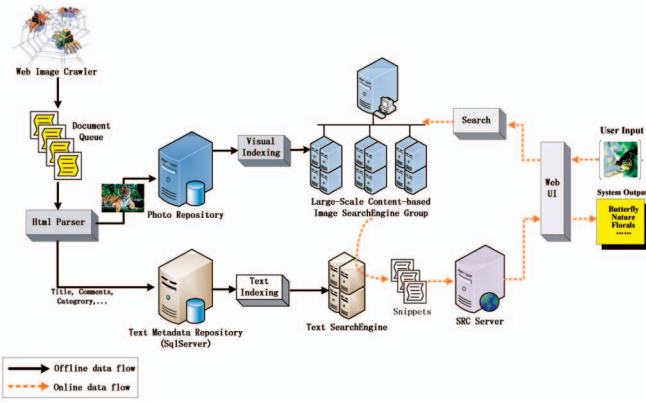 Web Image Crawler
Document
Queue
Html Parser
Title, Comments,
Categrory,...
Photo Repository
Visual
Indexing
Large-Scale Content-based
Image SearchEngine Group
Search
Web
UI
User Input
System Output
Butterfly
Nature
Florals
......
Text Metadata Repository
(SqlServer)
Text
Indexing
Text SearchEngine
Snippets
SRC Server
Offline data flow
Online data flow